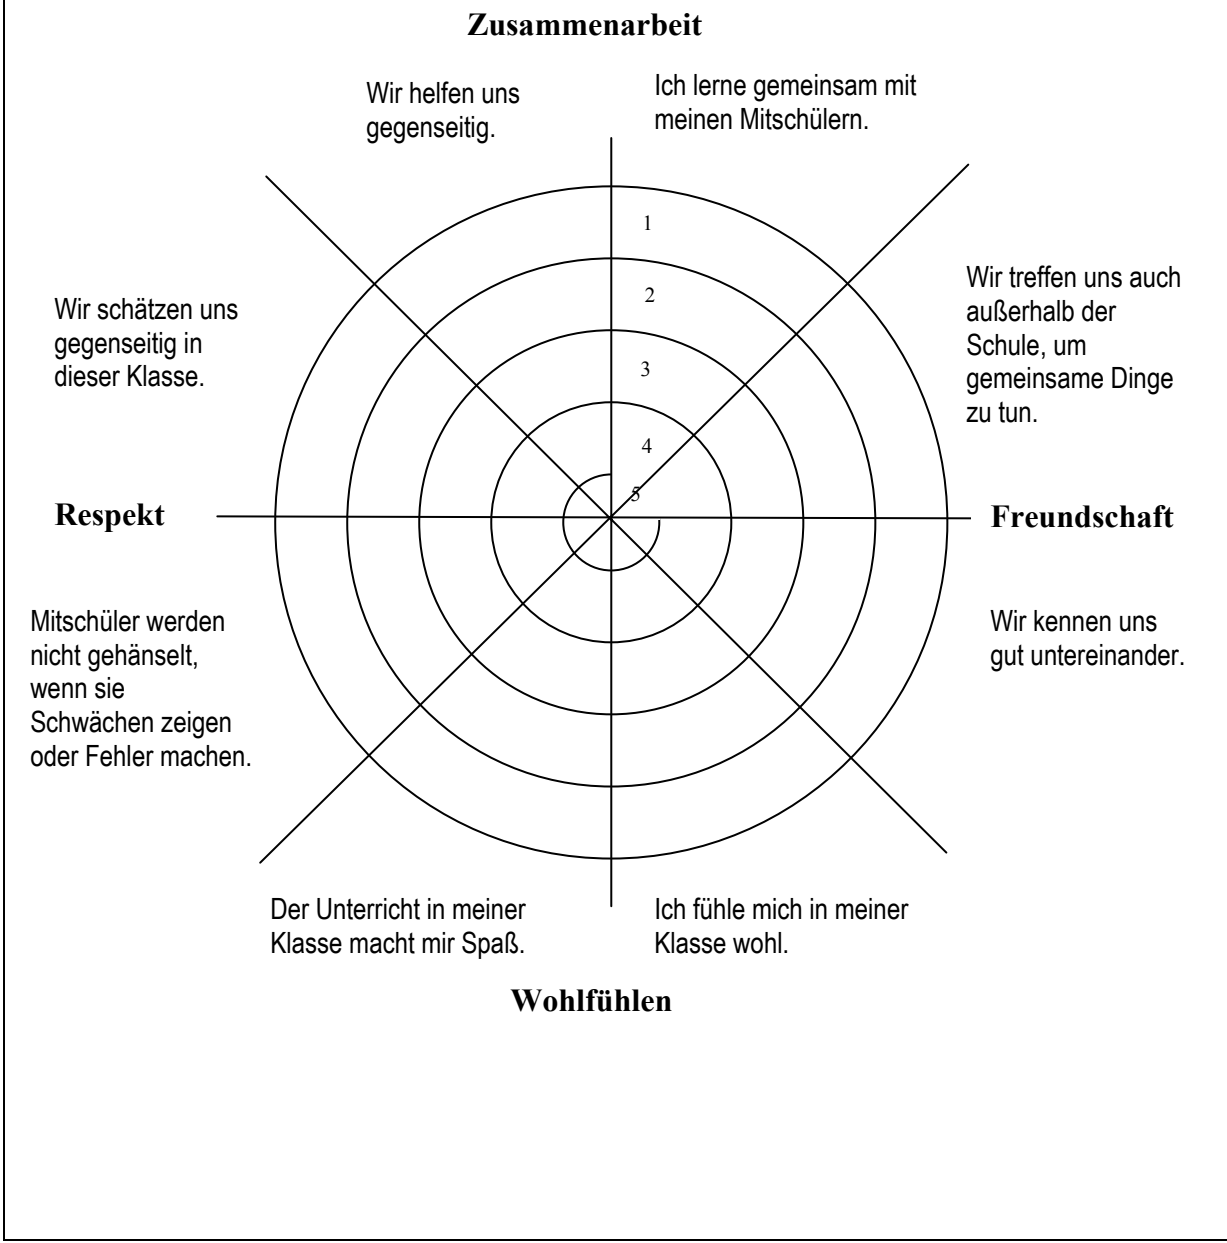 Zusammenarbeit
Wir helfen uns
gegenseitig.
Ich lerne gemeinsam mit
meinen Mitschülern.
1
2
3
4
5
Wir schätzen uns
gegenseitig in
dieser Klasse.
Wir treffen uns auch
außerhalb der
Schule, um
gemeinsame Dinge
zu tun.
Respekt
Freundschaft
Mitschüler werden
nicht gehänselt,
wenn sie
Schwächen zeigen
oder Fehler machen.
Wir kennen uns
gut untereinander.
Der Unterricht in meiner
Klasse macht mir Spaß.
Ich fühle mich in meiner
Klasse wohl.
Wohlfühlen